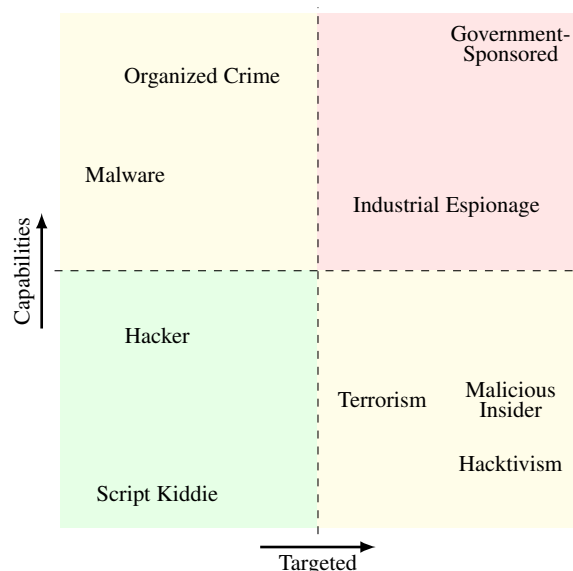 Government-
Sponsored
Organized Crime
Malware
Industrial Espionage
Capabilities
Hacker
Terrorism
Malicious
Insider
Hacktivism
Script Kiddie
Targeted